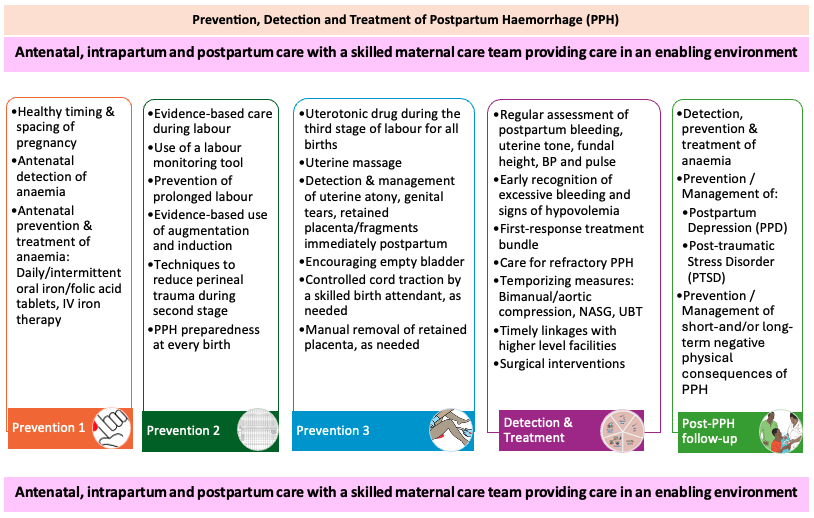 Prevention, Detection and Treatment of Postpartum Haemorrhage (PPH)
Antenatal, intrapartum and postpartum care with a skilled maternal care team providing care in an enabling environment
•Healthy timing &
spacing of
pregnancy
•Antenatal
detection of
anaemia
•Antenatal
prevention &
treatment of
anaemia:
Daily/intermittent
oral iron/folic acid
tablets, IV iron
therapy
Prevention 1
•Evidence-based care
during labour
•Use of a labour
monitoring tool
•Prevention of
prolonged labour
•Evidence-based use
of augmentation
and induction
•Techniques to
reduce perineal
trauma during
second stage
•PPH preparedness
at every birth
Prevention 2
•Uterotonic drug during the
third stage of labour for all
births
•Uterine massage
•Detection & management
of uterine atony, genital
tears, retained
placenta/fragments
immediately postpartum
•Encouraging empty bladder
•Controlled cord traction by
a skilled birth attendant, as
needed
•Manual removal of retained
placenta, as needed
Prevention 3
•Regular assessment of
postpartum bleeding,
uterine tone, fundal
height, BP and pulse
•Early recognition of
excessive bleeding and
signs of hypovolemia
•First-response treatment
bundle
•Care for refractory PPH
•Temporizing measures:
Bimanual/aortic
compression, NASG, UBT
•Timely linkages with
higher level facilities
•Surgical interventions
Detection &
Treatment
•Detection,
prevention &
treatment of
anaemia
•Prevention /
Management of:
•Postpartum
Depression (PPD)
•Post-traumatic
Stress Disorder
(PTSD)
•Prevention /
Management of
short-and/or long-
term negative
physical
consequences of
PPH
Post-PPH
follow-up
Antenatal, intrapartum and postpartum care with a skilled maternal care team providing care in an enabling environment